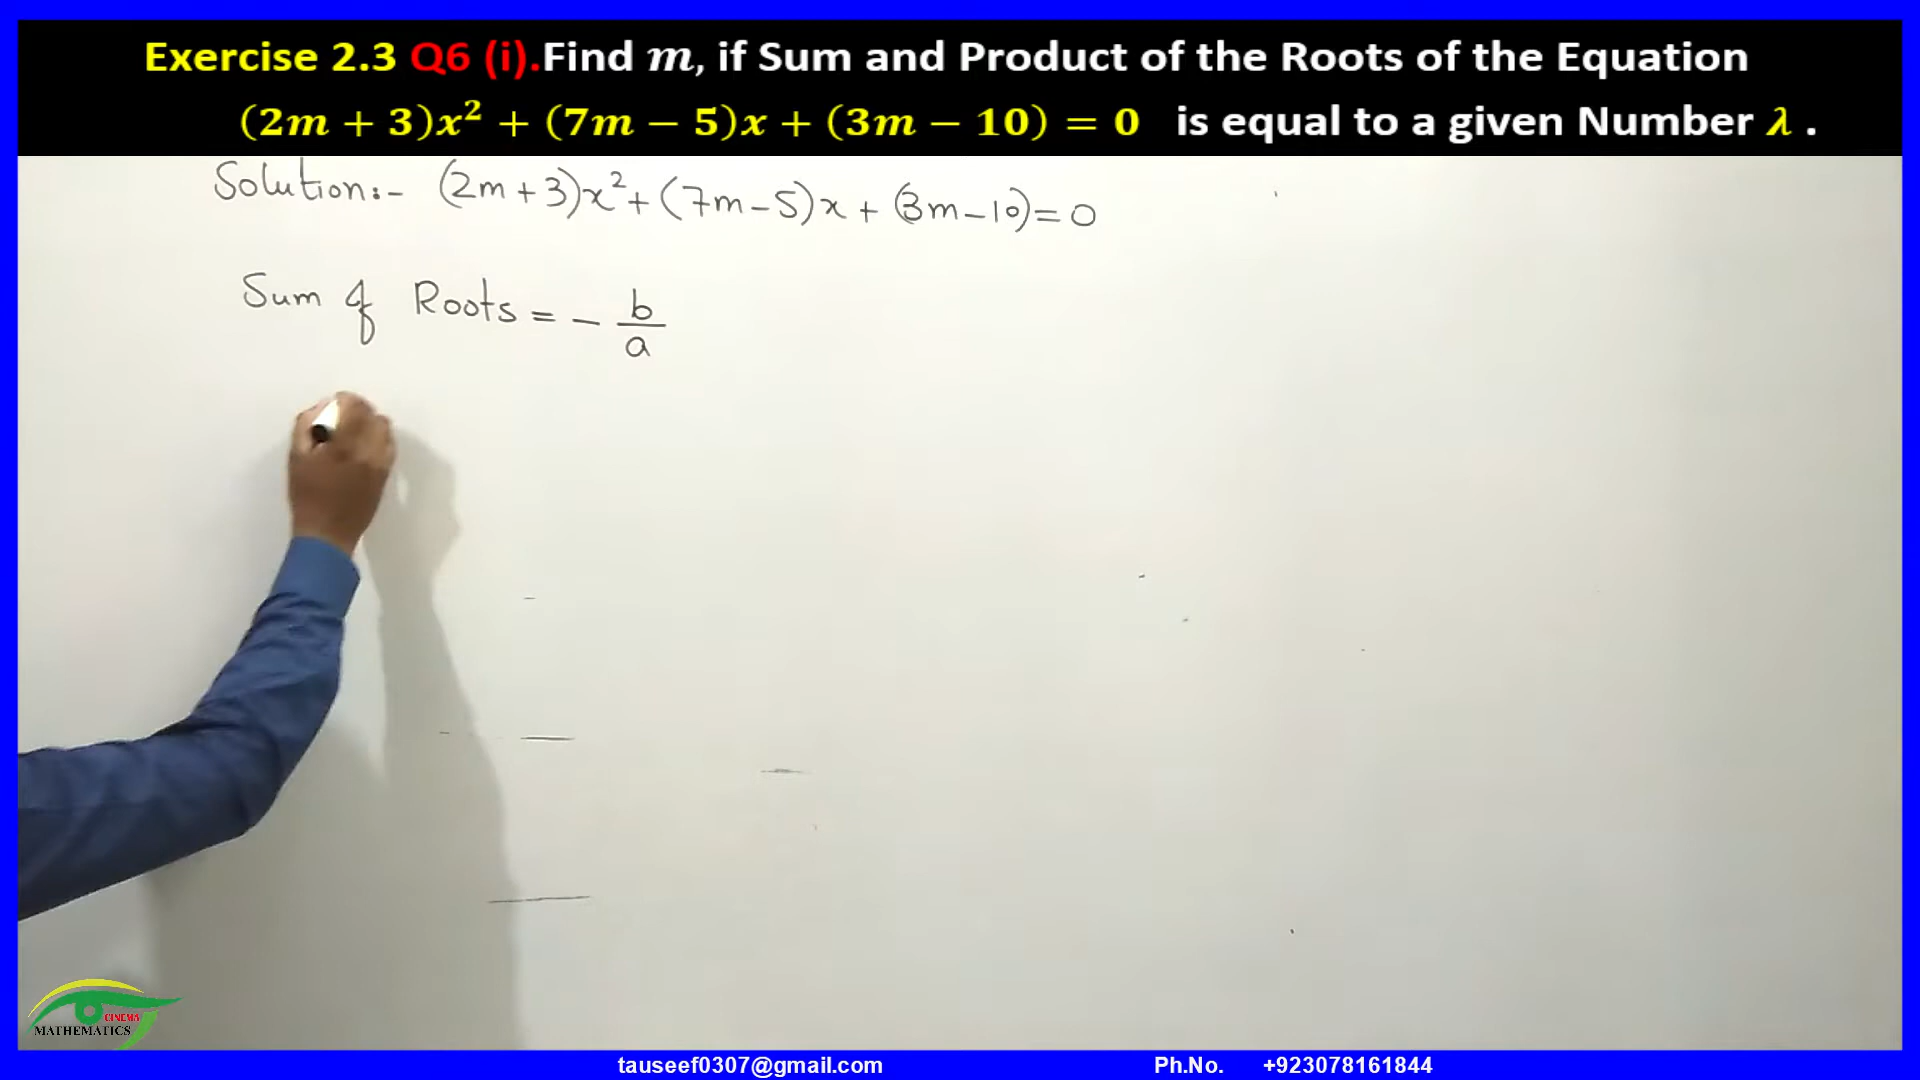 Exercise 2.3 Q6 (i).Find m, if Sum and Product of the Roots of the Equation
(2m + 3)x² + (7m − 5)x + (3m − 10) = 0 is equal to a given Number λ .
Solution:- (2m+3)x²+(7m-5)x+(3m-10)=0
Sum of Roots = - b/a
CINEMA
MATHEMATICS
tauseef0307@gmail.com Ph.No. +923078161844